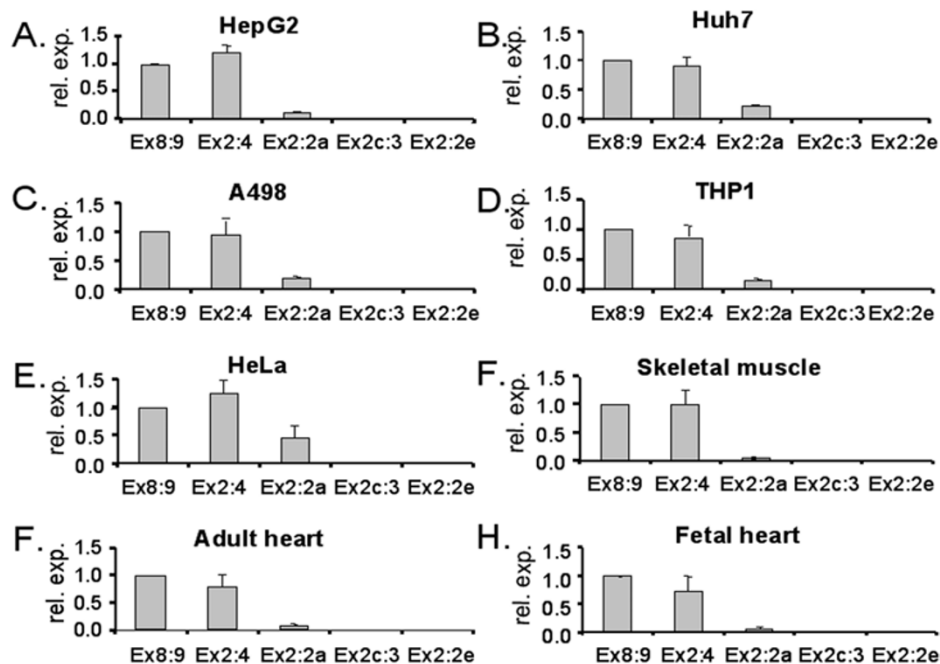 A. HepG2
rel. exp.
1.5
1.0
0.5
0.0
Ex8:9 Ex2:4 Ex2:2a Ex2c:3 Ex2:2e
B. Huh7
rel. exp.
1.5
1.0
0.5
0.0
Ex8:9 Ex2:4 Ex2:2a Ex2c:3 Ex2:2e
C. A498
rel. exp.
1.5
1.0
0.5
0.0
Ex8:9 Ex2:4 Ex2:2a Ex2c:3 Ex2:2e
D. THP1
rel. exp.
1.5
1.0
0.5
0.0
Ex8:9 Ex2:4 Ex2:2a Ex2c:3 Ex2:2e
E. HeLa
rel. exp.
1.5
1.0
0.5
0.0
Ex8:9 Ex2:4 Ex2:2a Ex2c:3 Ex2:2e
F. Skeletal muscle
rel. exp.
1.5
1.0
0.5
0.0
Ex8:9 Ex2:4 Ex2:2a Ex2c:3 Ex2:2e
F. Adult heart
rel. exp.
1.5
1.0
0.5
0.0
Ex8:9 Ex2:4 Ex2:2a Ex2c:3 Ex2:2e
H. Fetal heart
rel. exp.
1.5
1.0
0.5
0.0
Ex8:9 Ex2:4 Ex2:2a Ex2c:3 Ex2:2e